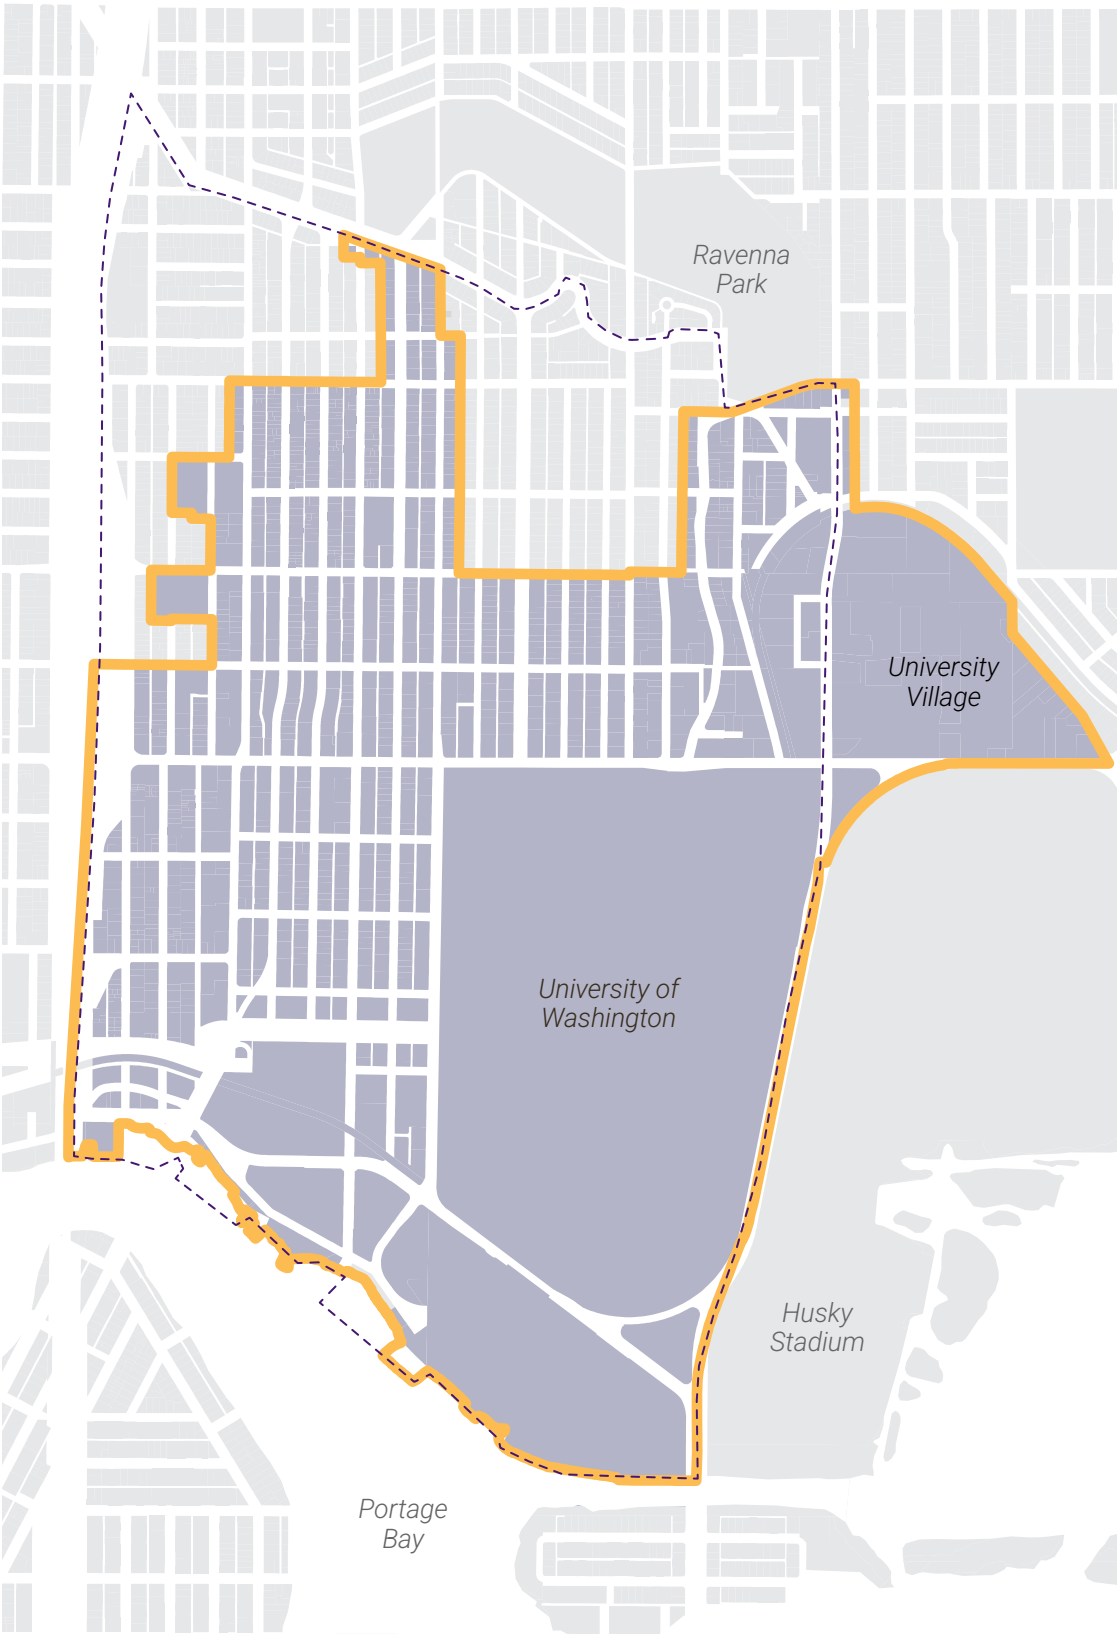 Ravenna
Park
University
Village
University of
Washington
Husky
Stadium
Portage
Bay